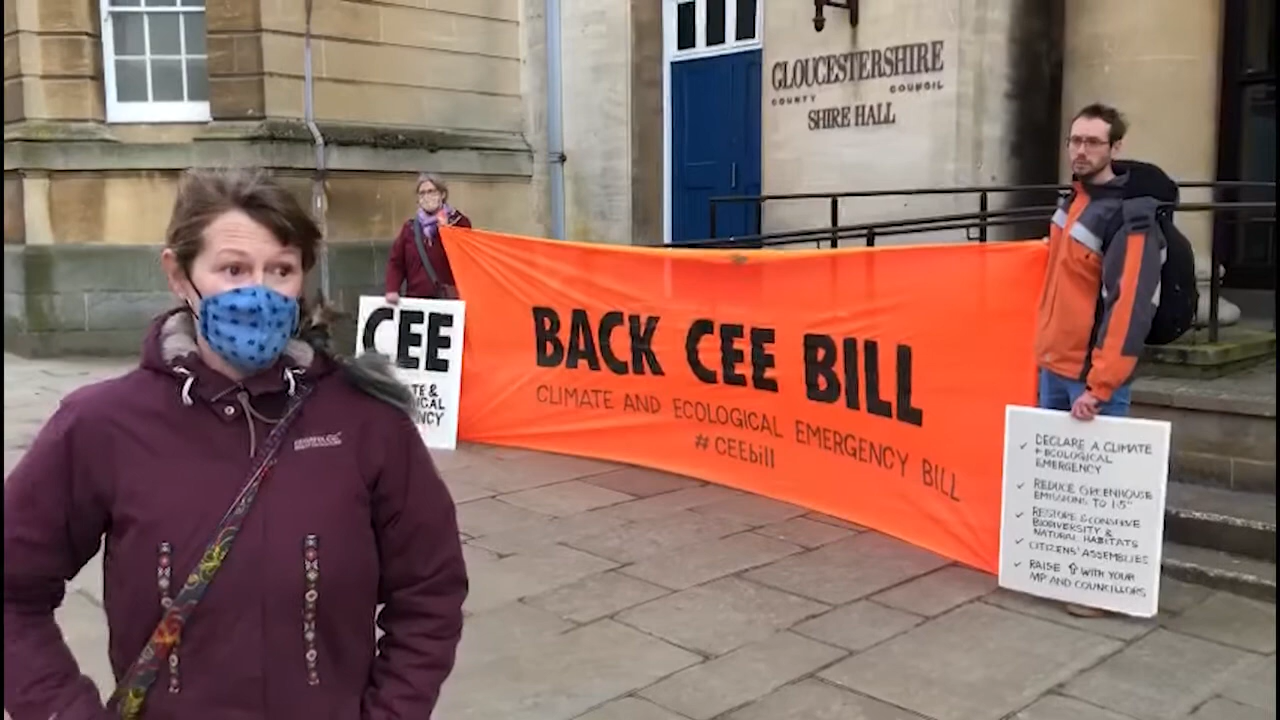 GLOUCESTERSHIRE
COUNTY COUNCIL
SHIRE HALL
CEE
BACK CEE BILL
CLIMATE AND ECOLOGICAL EMERGENCY BILL
# CEEbill
DECLARE A CLIMATE
+ ECOLOGICAL
EMERGENCY
REDUCE GREENHOUSE
EMISSIONS TO 1.5°
RESTORE & CONSERVE
BIODIVERSITY &
NATURAL HABITATS
CITIZENS' ASSEMBLIES
RAISE ⇧ WITH YOUR
MP AND COUNCILLORS